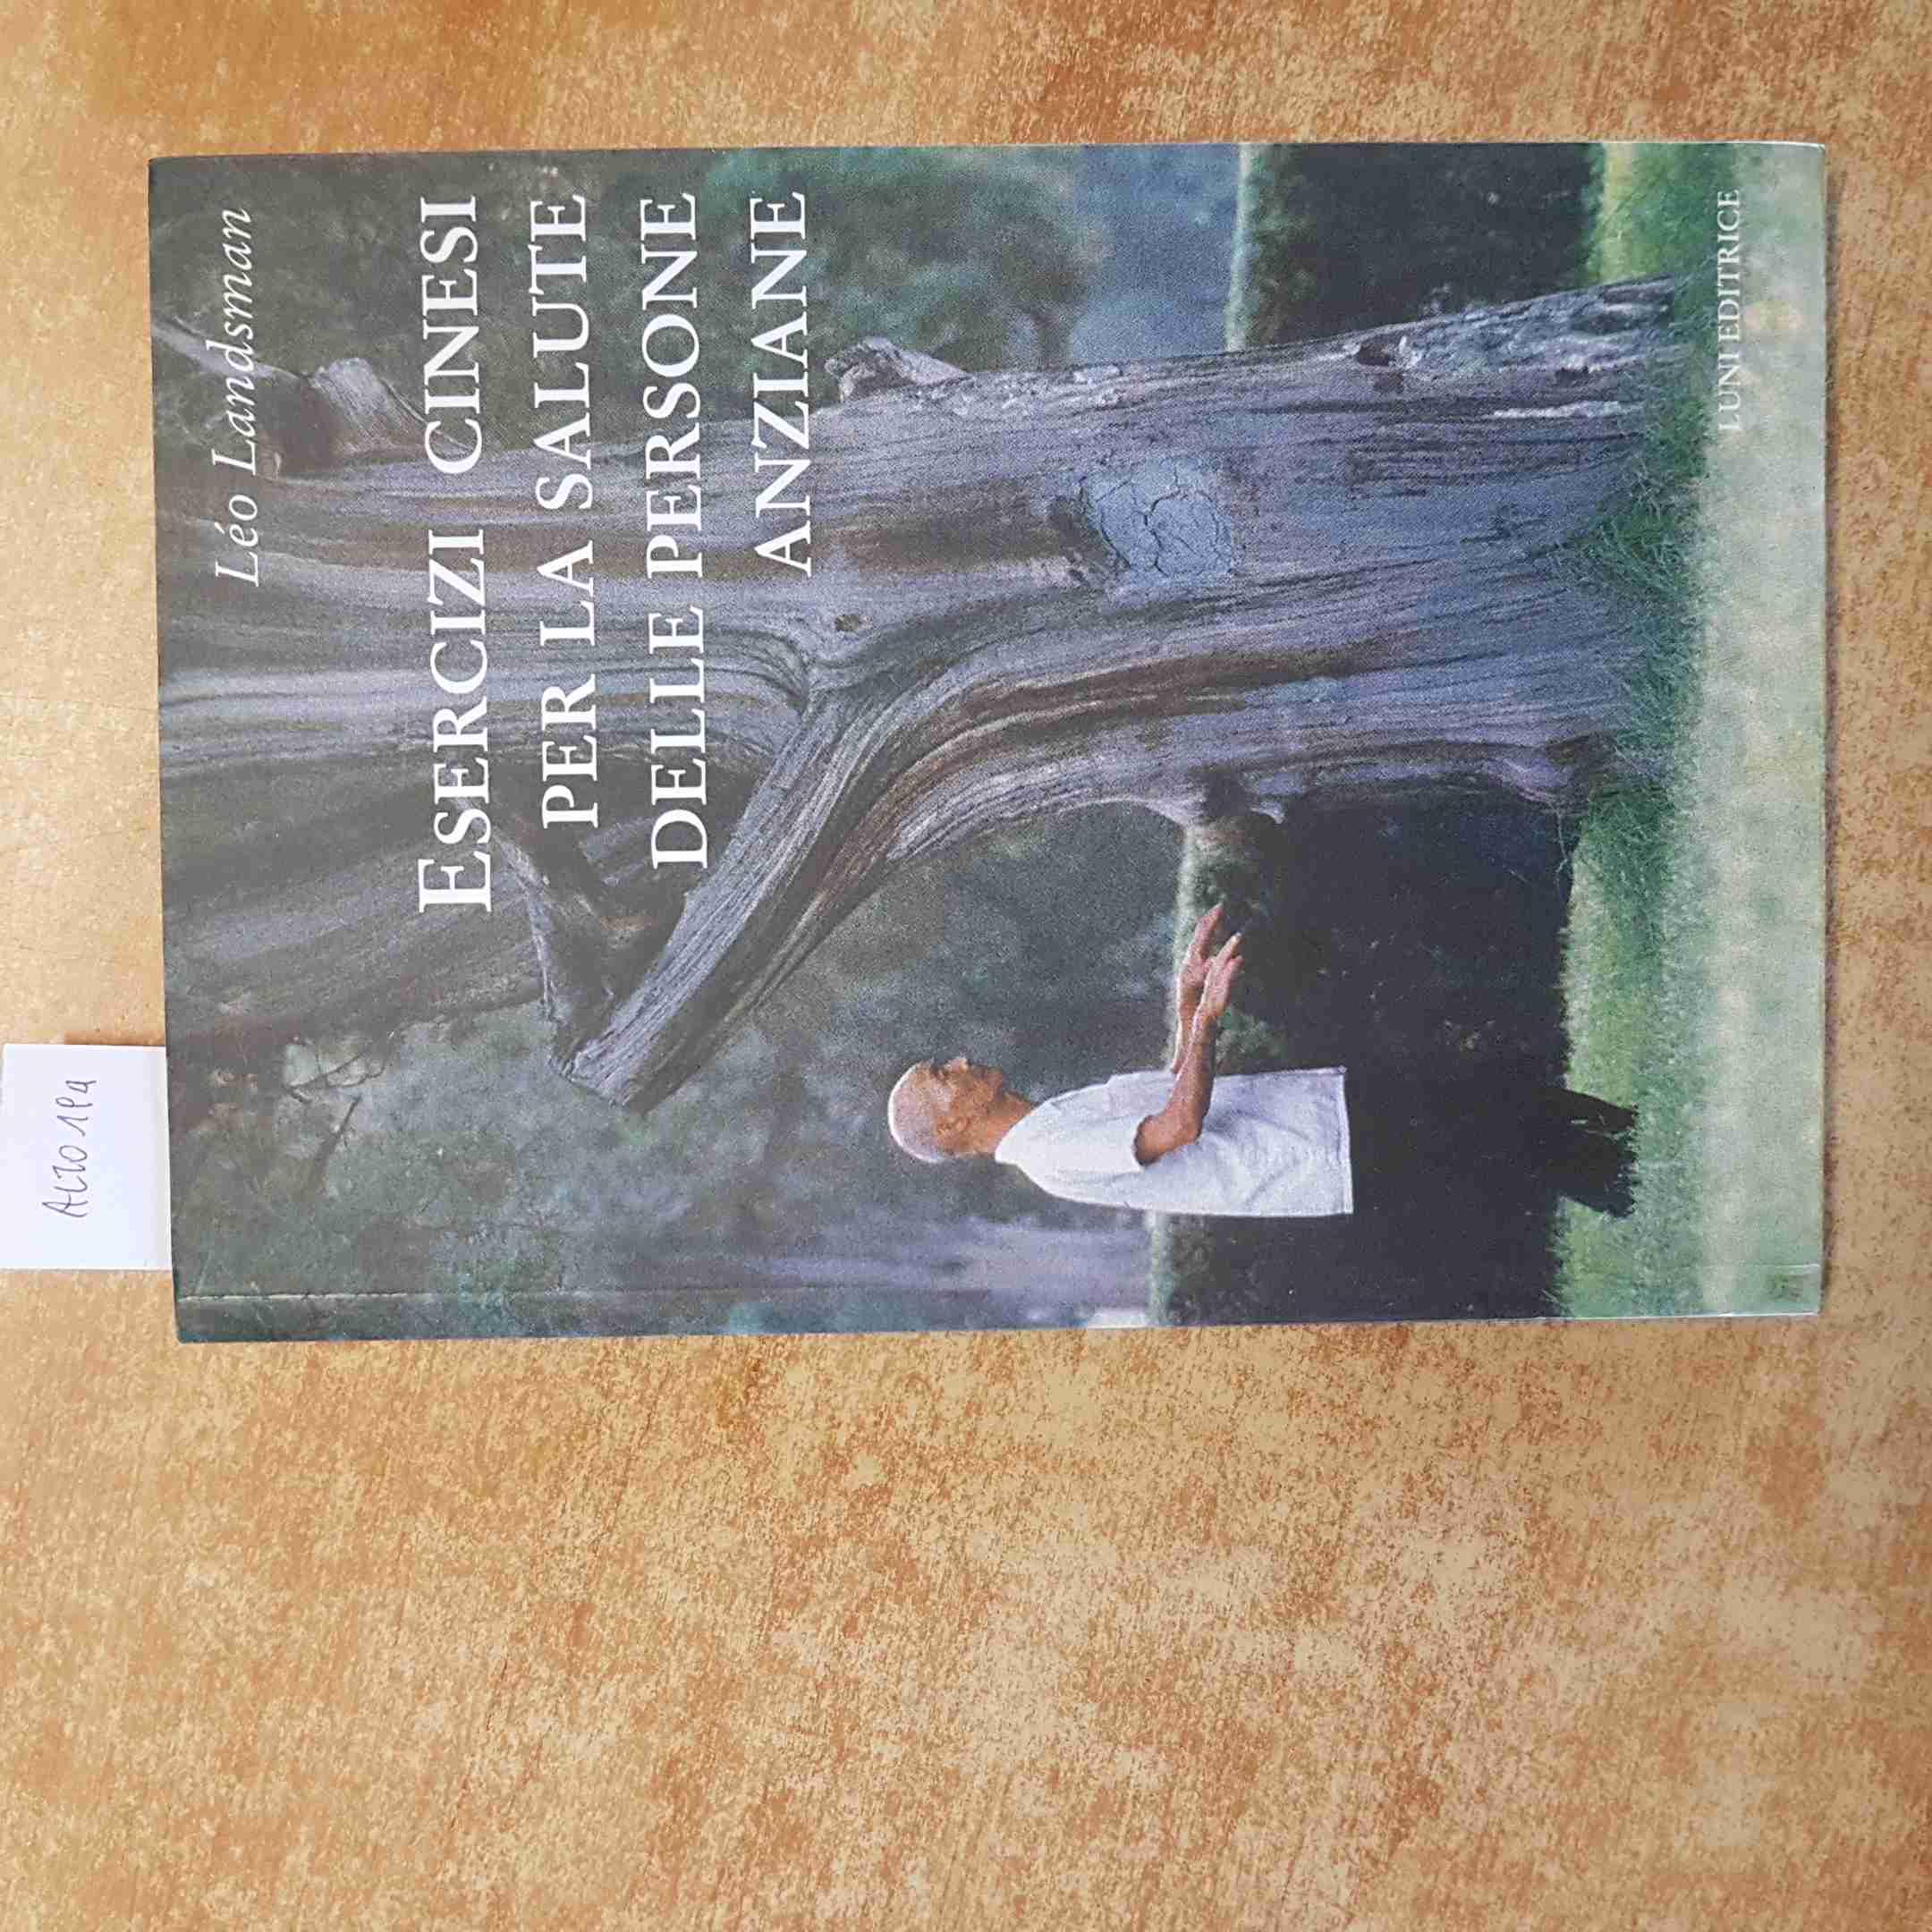 Léo Landsman
ESERCIZI CINESI
PER LA SALUTE
DELLE PERSONE
ANZIANE
LUNI EDITRICE